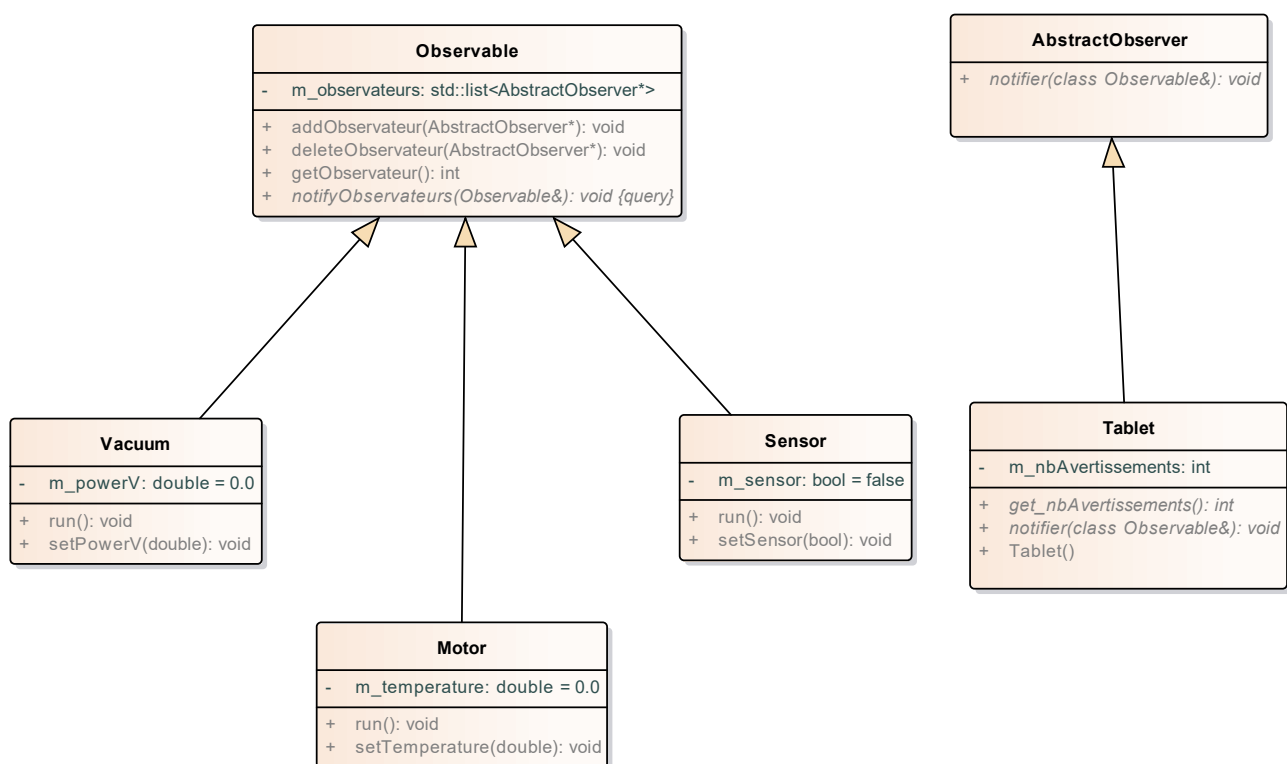 Observable
- m_observateurs: std::list<AbstractObserver*>
+ addObservateur(AbstractObserver*): void
+ deleteObservateur(AbstractObserver*): void
+ getObservateur(): int
+ notifyObservateurs(Observable&): void {query}
AbstractObserver
+ notifier(class Observable&): void
Vacuum
- m_powerV: double = 0.0
+ run(): void
+ setPowerV(double): void
Sensor
- m_sensor: bool = false
+ run(): void
+ setSensor(bool): void
Tablet
- m_nbAvertissements: int
+ get_nbAvertissements(): int
+ notifier(class Observable&): void
+ Tablet()
Motor
- m_temperature: double = 0.0
+ run(): void
+ setTemperature(double): void